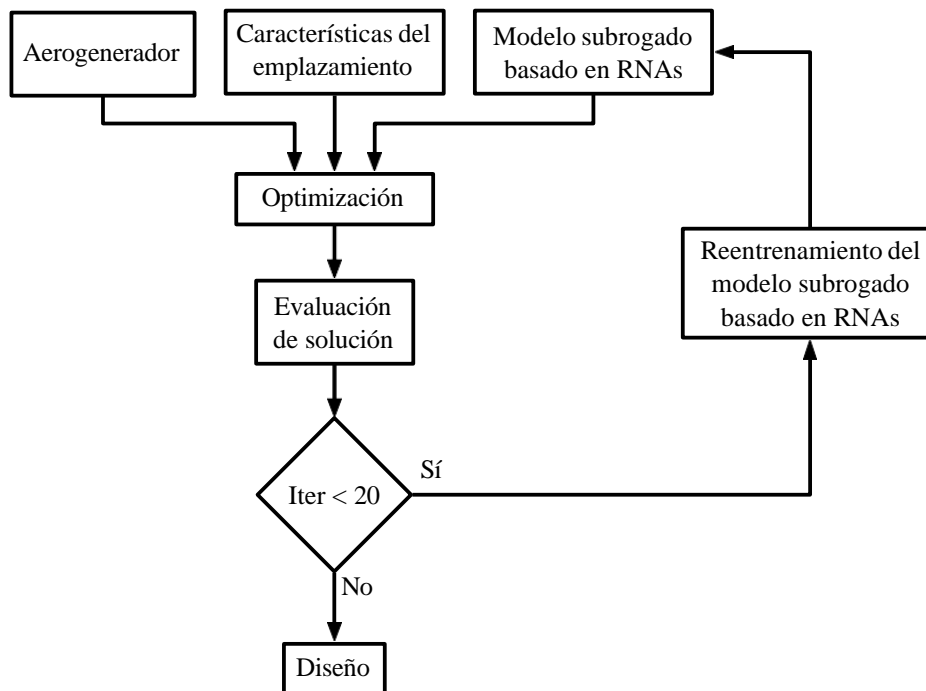 Aerogenerador
Características del
emplazamiento
Modelo subrogado
basado en RNAs
Optimización
Reentrenamiento del
modelo subrogado
basado en RNAs
Evaluación
de solución
Sí
Iter < 20
No
Diseño